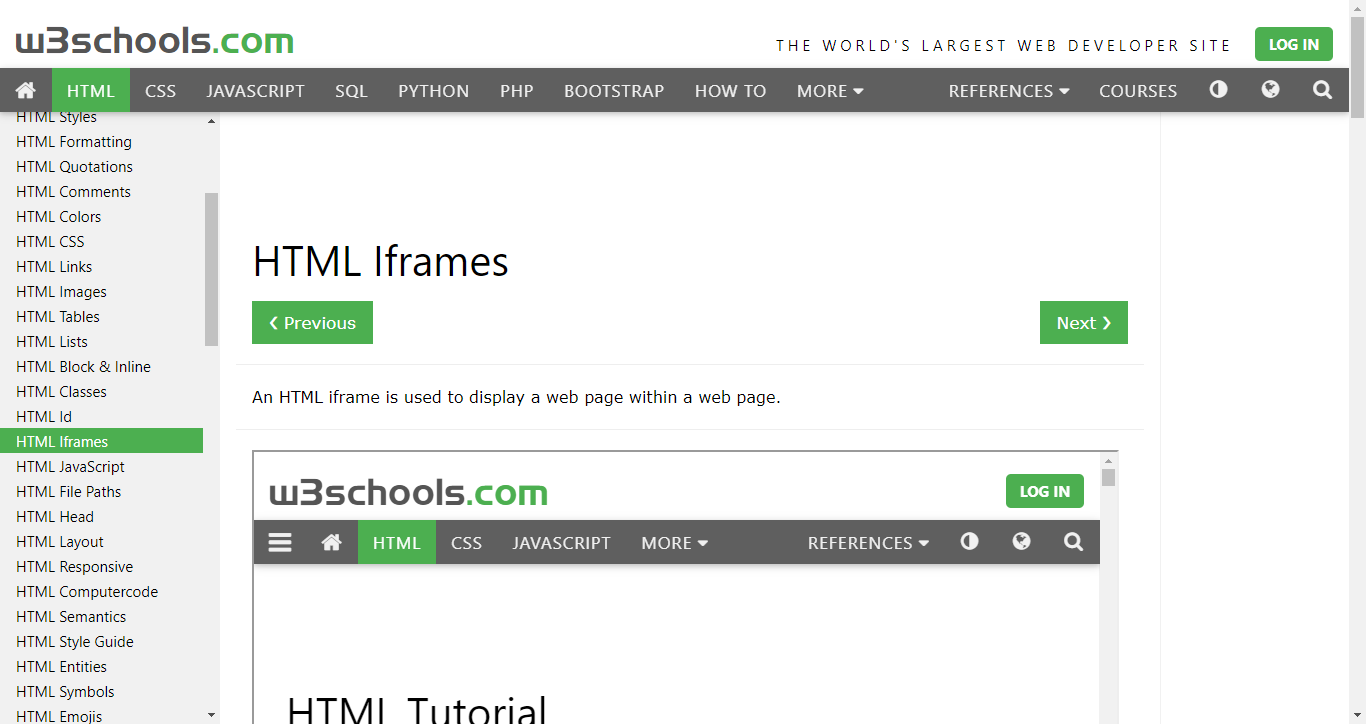 w3schools.com
THE WORLD'S LARGEST WEB DEVELOPER SITE
LOG IN
HTML CSS JAVASCRIPT SQL PYTHON PHP BOOTSTRAP HOW TO MORE REFERENCES COURSES
HTML Styles
HTML Formatting
HTML Quotations
HTML Comments
HTML Colors
HTML CSS
HTML Links
HTML Images
HTML Tables
HTML Lists
HTML Block & Inline
HTML Classes
HTML Id
HTML Iframes
HTML JavaScript
HTML File Paths
HTML Head
HTML Layout
HTML Responsive
HTML Computercode
HTML Semantics
HTML Style Guide
HTML Entities
HTML Symbols
HTML Emojis
HTML Iframes
❮ Previous
Next ❯
An HTML iframe is used to display a web page within a web page.
w3schools.com
LOG IN
HTML CSS JAVASCRIPT MORE REFERENCES
HTML Tutorial